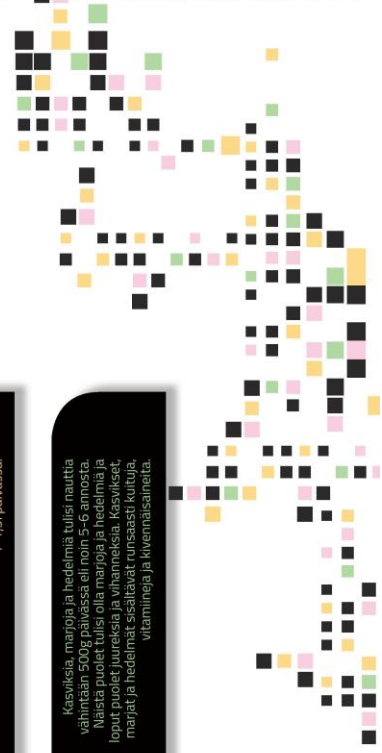 Kasviksia, marjoja ja hedelmiä tulisi nauttia
vähintään 500g päivässä eli noin 5-6 annosta.
Näistä puolet tulisi olla marjoja ja hedelmiä ja
loput puolet juureksia ja vihanneksia. Kasvikset,
marjat ja hedelmät sisältävät runsaasti kuituja,
vitamiineja ja kivennäisaineita.